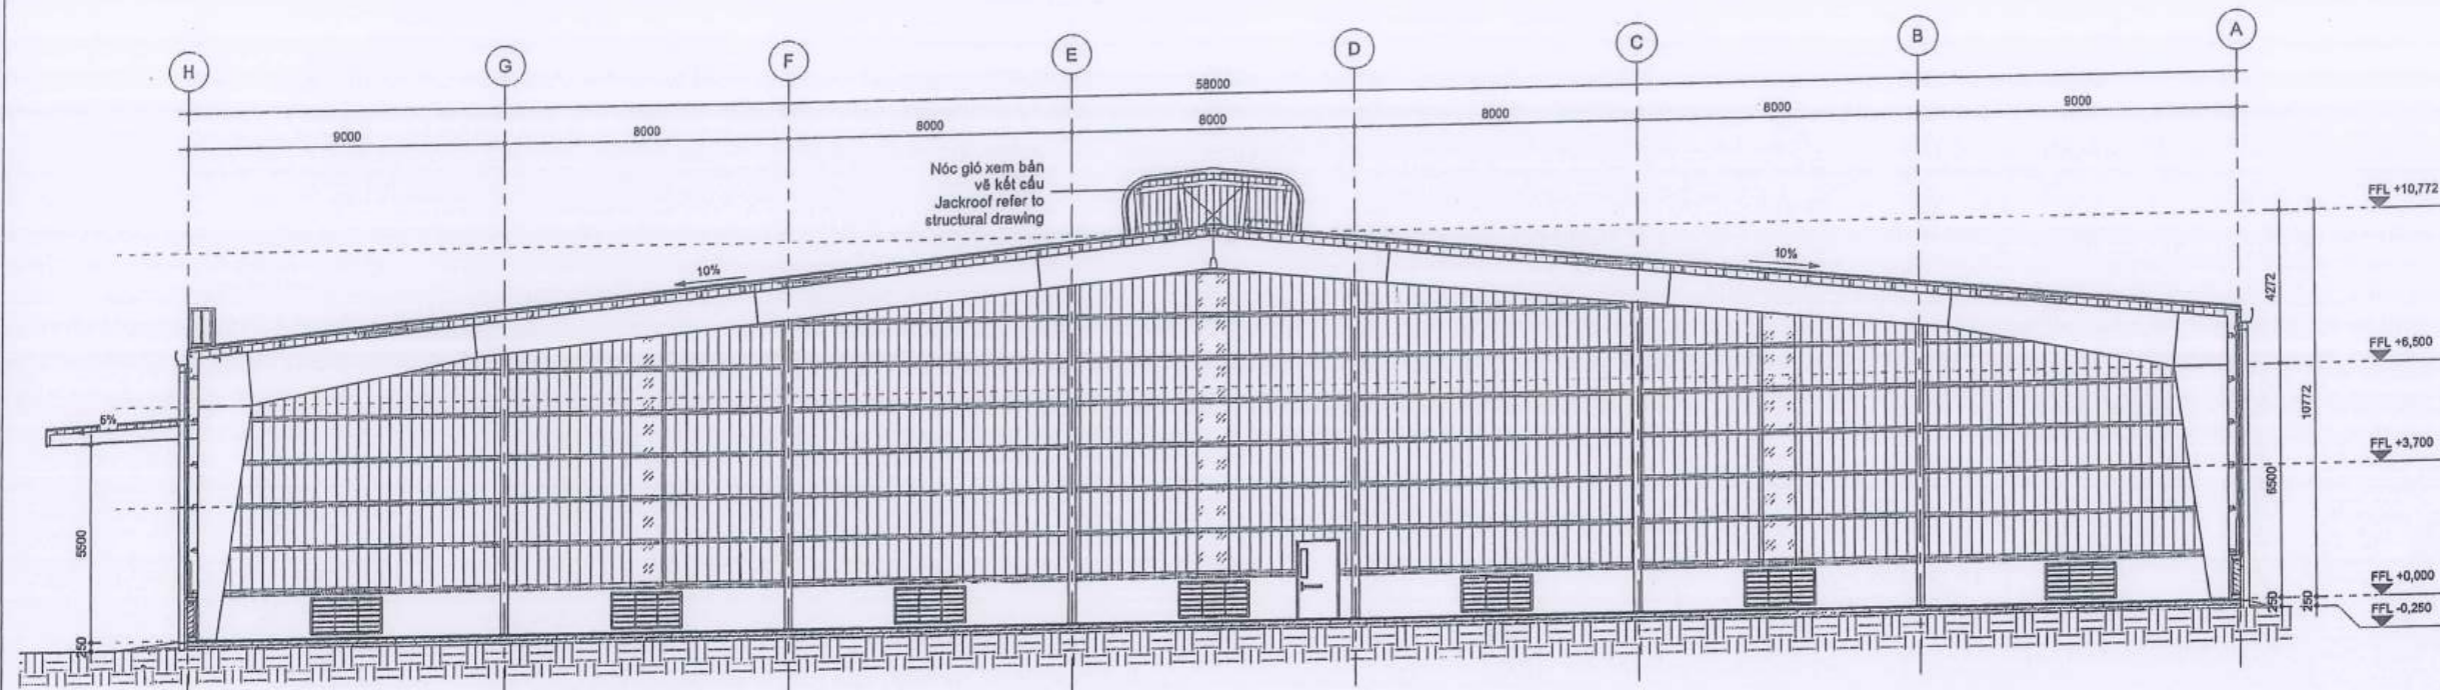 H
G
F
E
D
C
B
A
58000
9000
8000
8000
8000
8000
8000
9000
Nóc gió xem bản
vẽ kết cấu
Jackroof refer to
structural drawing
10%
10%
5%
5500
250
4272
6500
250
10772
250
FFL +10,772
FFL +6,500
FFL +3,700
FFL +0,000
FFL -0,250